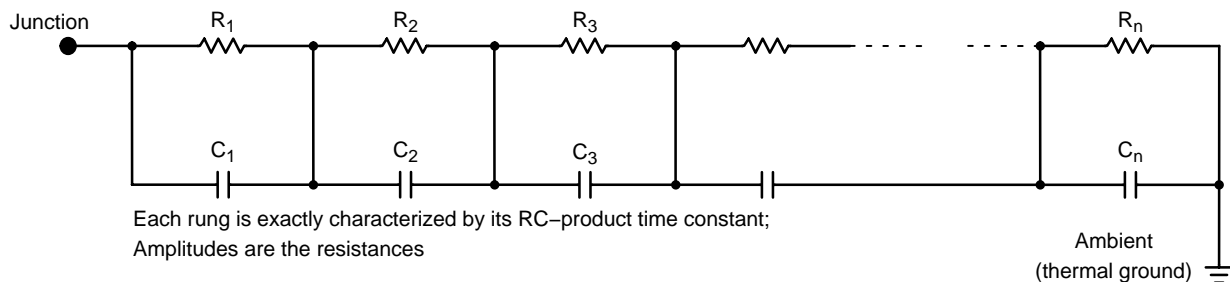 Junction
R1
R2
R3
Rn
C1
C2
C3
Cn
Each rung is exactly characterized by its RC−product time constant;
Amplitudes are the resistances
Ambient
(thermal ground)